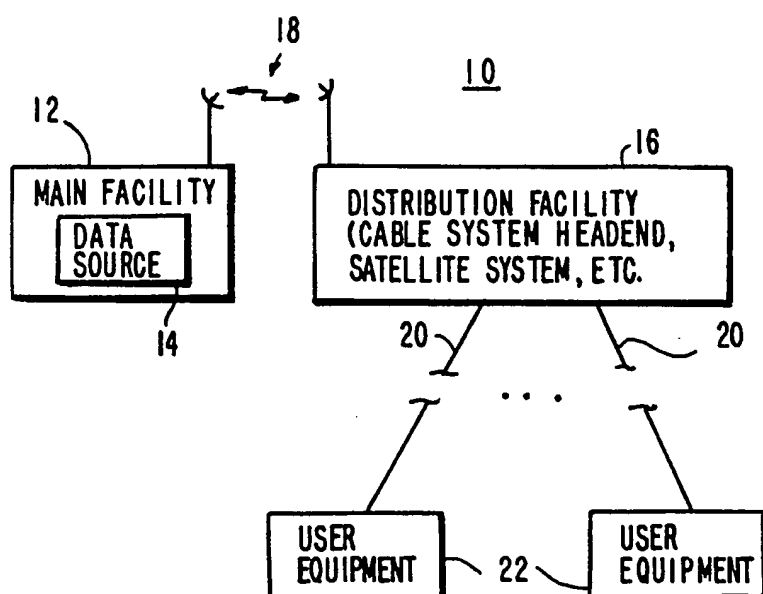 18
10
12
16
MAIN FACILITY
DATA
SOURCE
14
DISTRIBUTION FACILITY
(CABLE SYSTEM HEADEND,
SATELLITE SYSTEM, ETC.
20
20
...
USER
EQUIPMENT
22
USER
EQUIPMENT